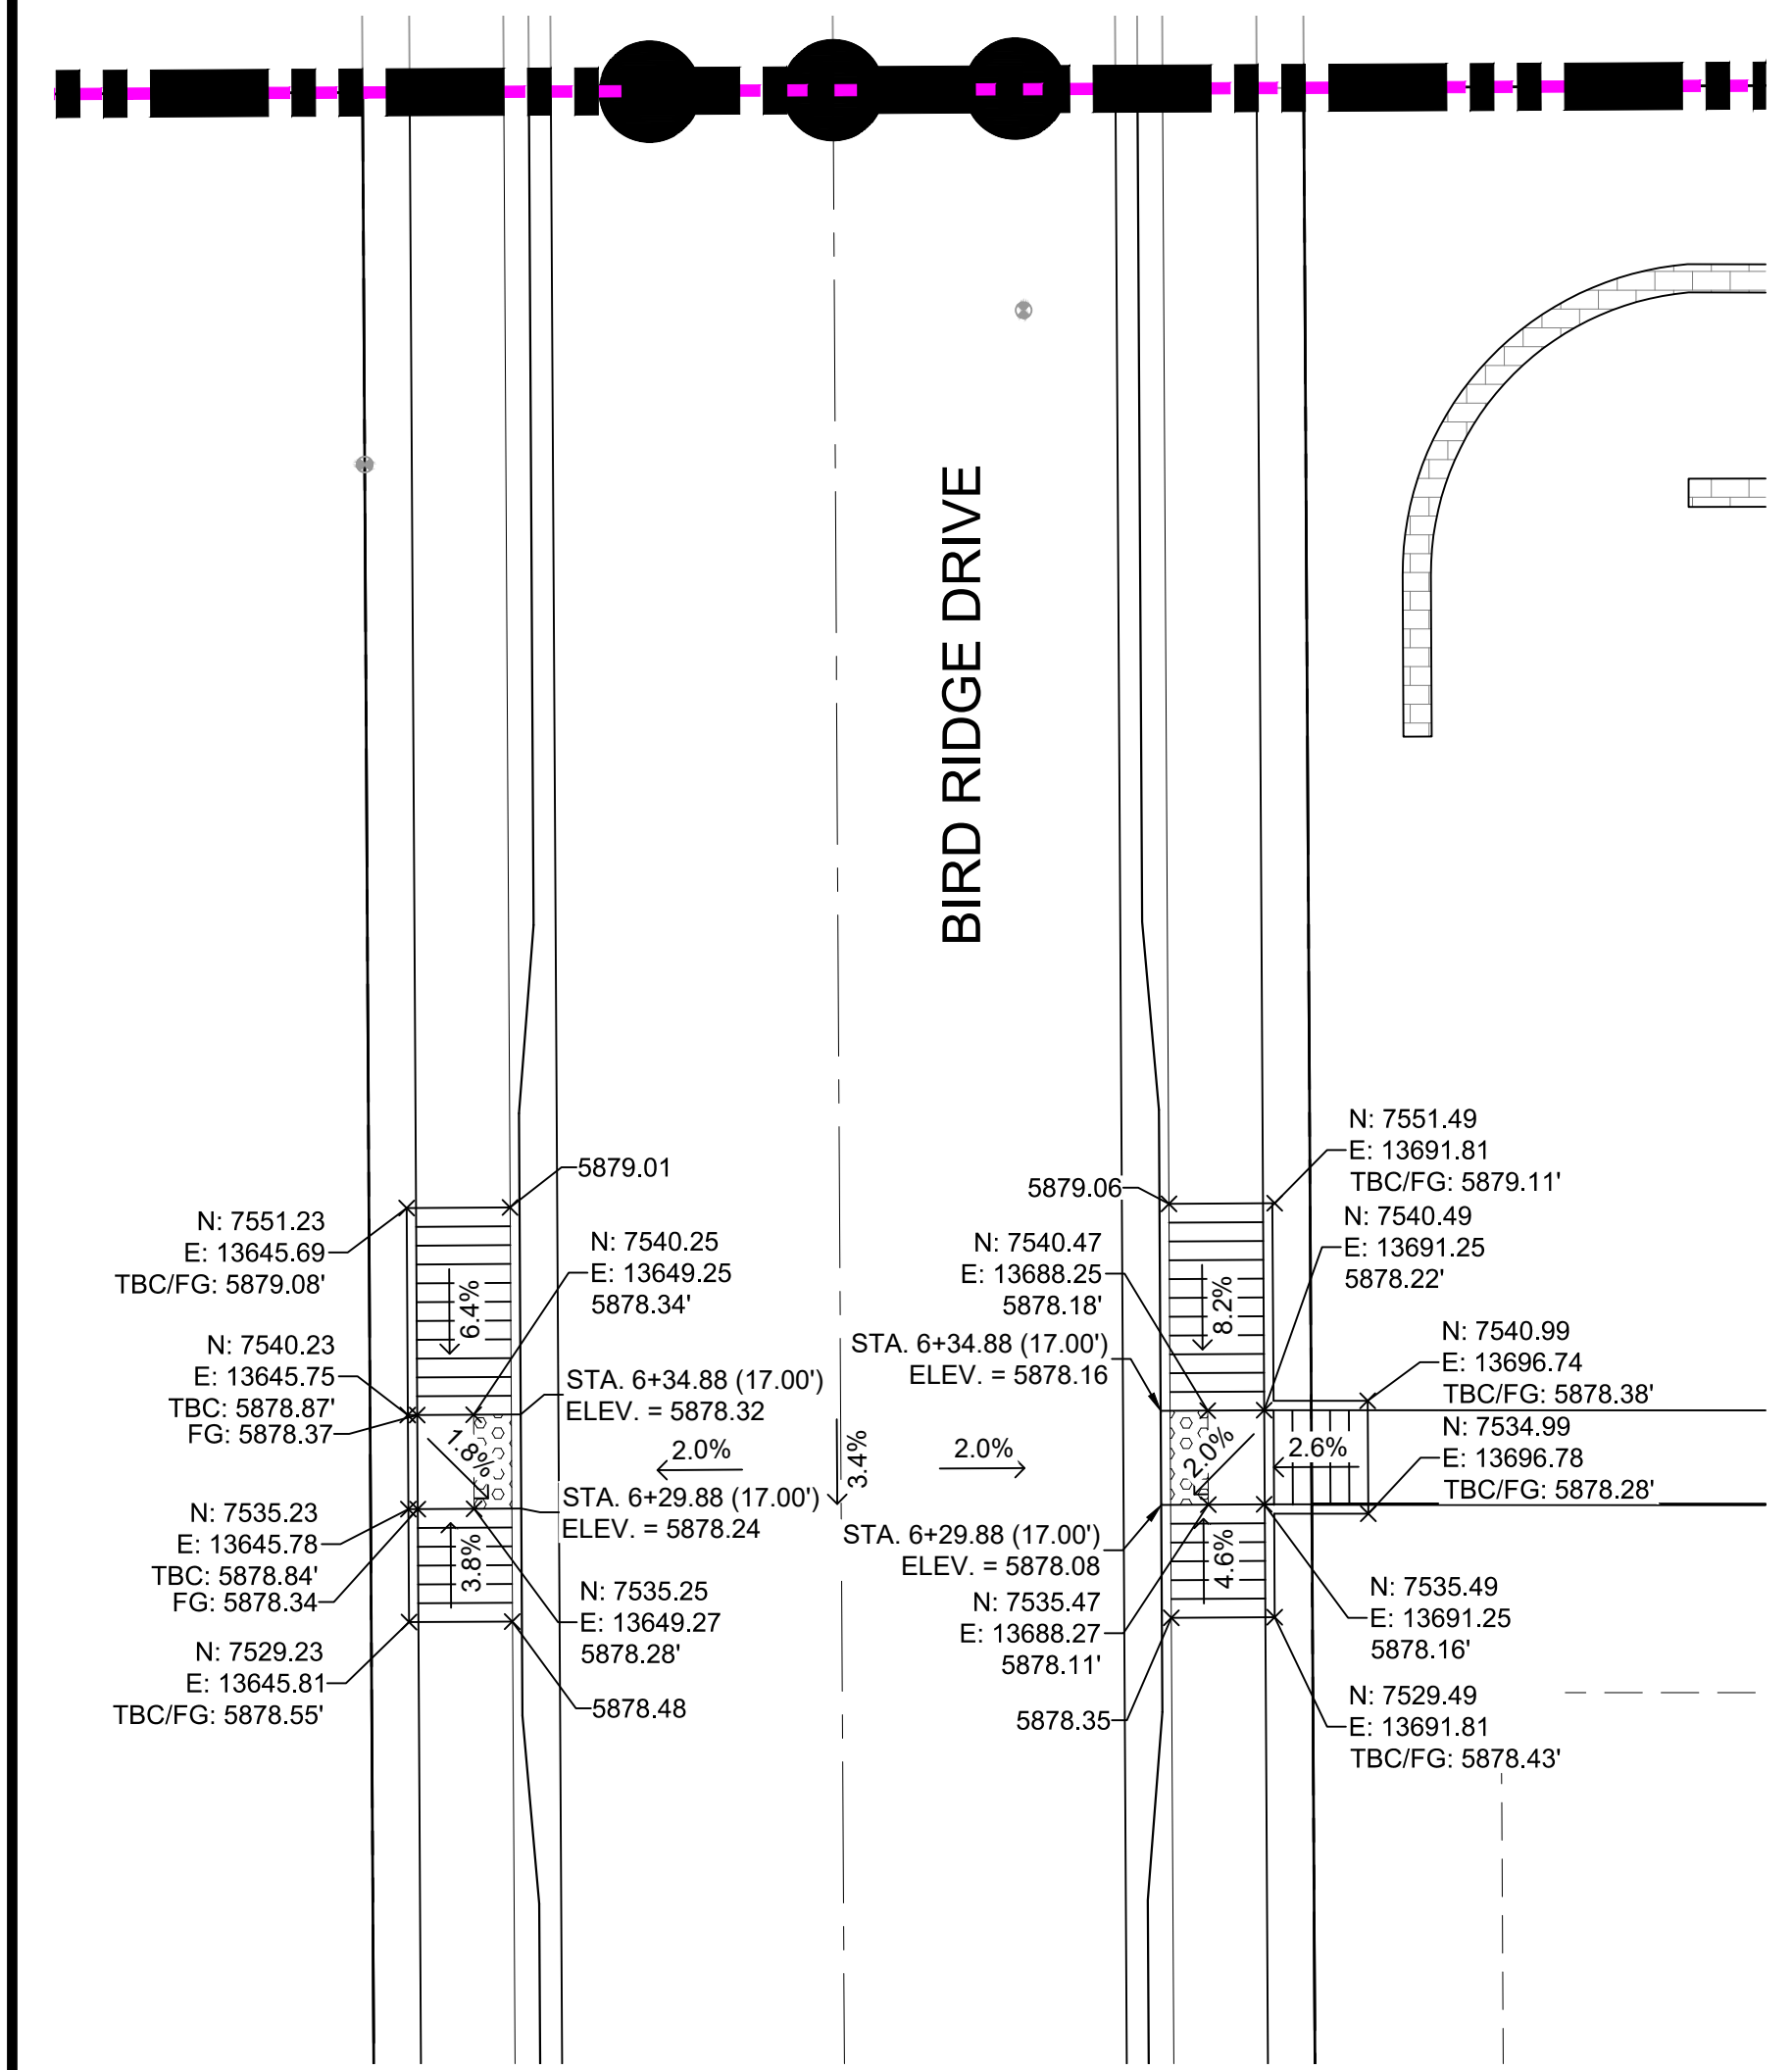 BIRD RIDGE DRIVE
5879.01
N: 7551.23
E: 13645.69
TBC/FG: 5879.08'
N: 7540.25
E: 13649.25
5878.34'
6.4%
N: 7540.23
E: 13645.75
TBC: 5878.87'
FG: 5878.37
STA. 6+34.88 (17.00')
ELEV. = 5878.32
1.8%
2.0%
STA. 6+29.88 (17.00')
ELEV. = 5878.24
N: 7535.23
E: 13645.78
TBC: 5878.84'
FG: 5878.34
3.8%
N: 7535.25
E: 13649.27
5878.28'
N: 7529.23
E: 13645.81
TBC/FG: 5878.55'
5878.48
3.4%
N: 7551.49
E: 13691.81
TBC/FG: 5879.11'
5879.06
N: 7540.49
E: 13691.25
5878.22'
N: 7540.47
E: 13688.25
5878.18'
8.2%
STA. 6+34.88 (17.00')
ELEV. = 5878.16
N: 7540.99
E: 13696.74
TBC/FG: 5878.38'
2.0%
2.0%
2.6%
N: 7534.99
E: 13696.78
TBC/FG: 5878.28'
STA. 6+29.88 (17.00')
ELEV. = 5878.08
4.6%
N: 7535.47
E: 13688.27
5878.11'
N: 7535.49
E: 13691.25
5878.16'
5878.35
N: 7529.49
E: 13691.81
TBC/FG: 5878.43'